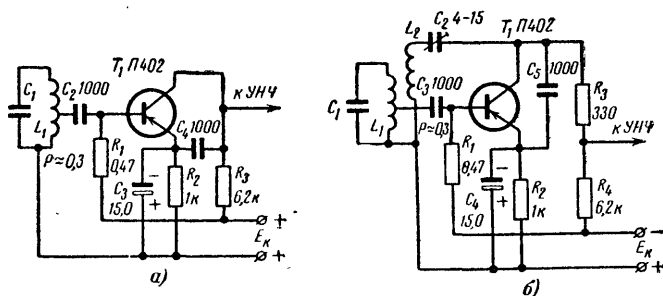 T₁ П402
C₁
C₂ 1000
L₁
P≈0,3
R₁
0,47
C₃
15,0
−
+
C₄ 1000
R₂
1к
R₃
6,2к
к УНЧ
+
Eк
+
а)
L₂
C₂ 4-15
T₁ П402
C₁
L₁
C₃ 1000
P≈0,3
R₁
0,47
C₄
15,0
−
+
C₅ 1000
R₂
1к
R₃
330
к УНЧ
R₄
6,2к
−
Eк
+
б)